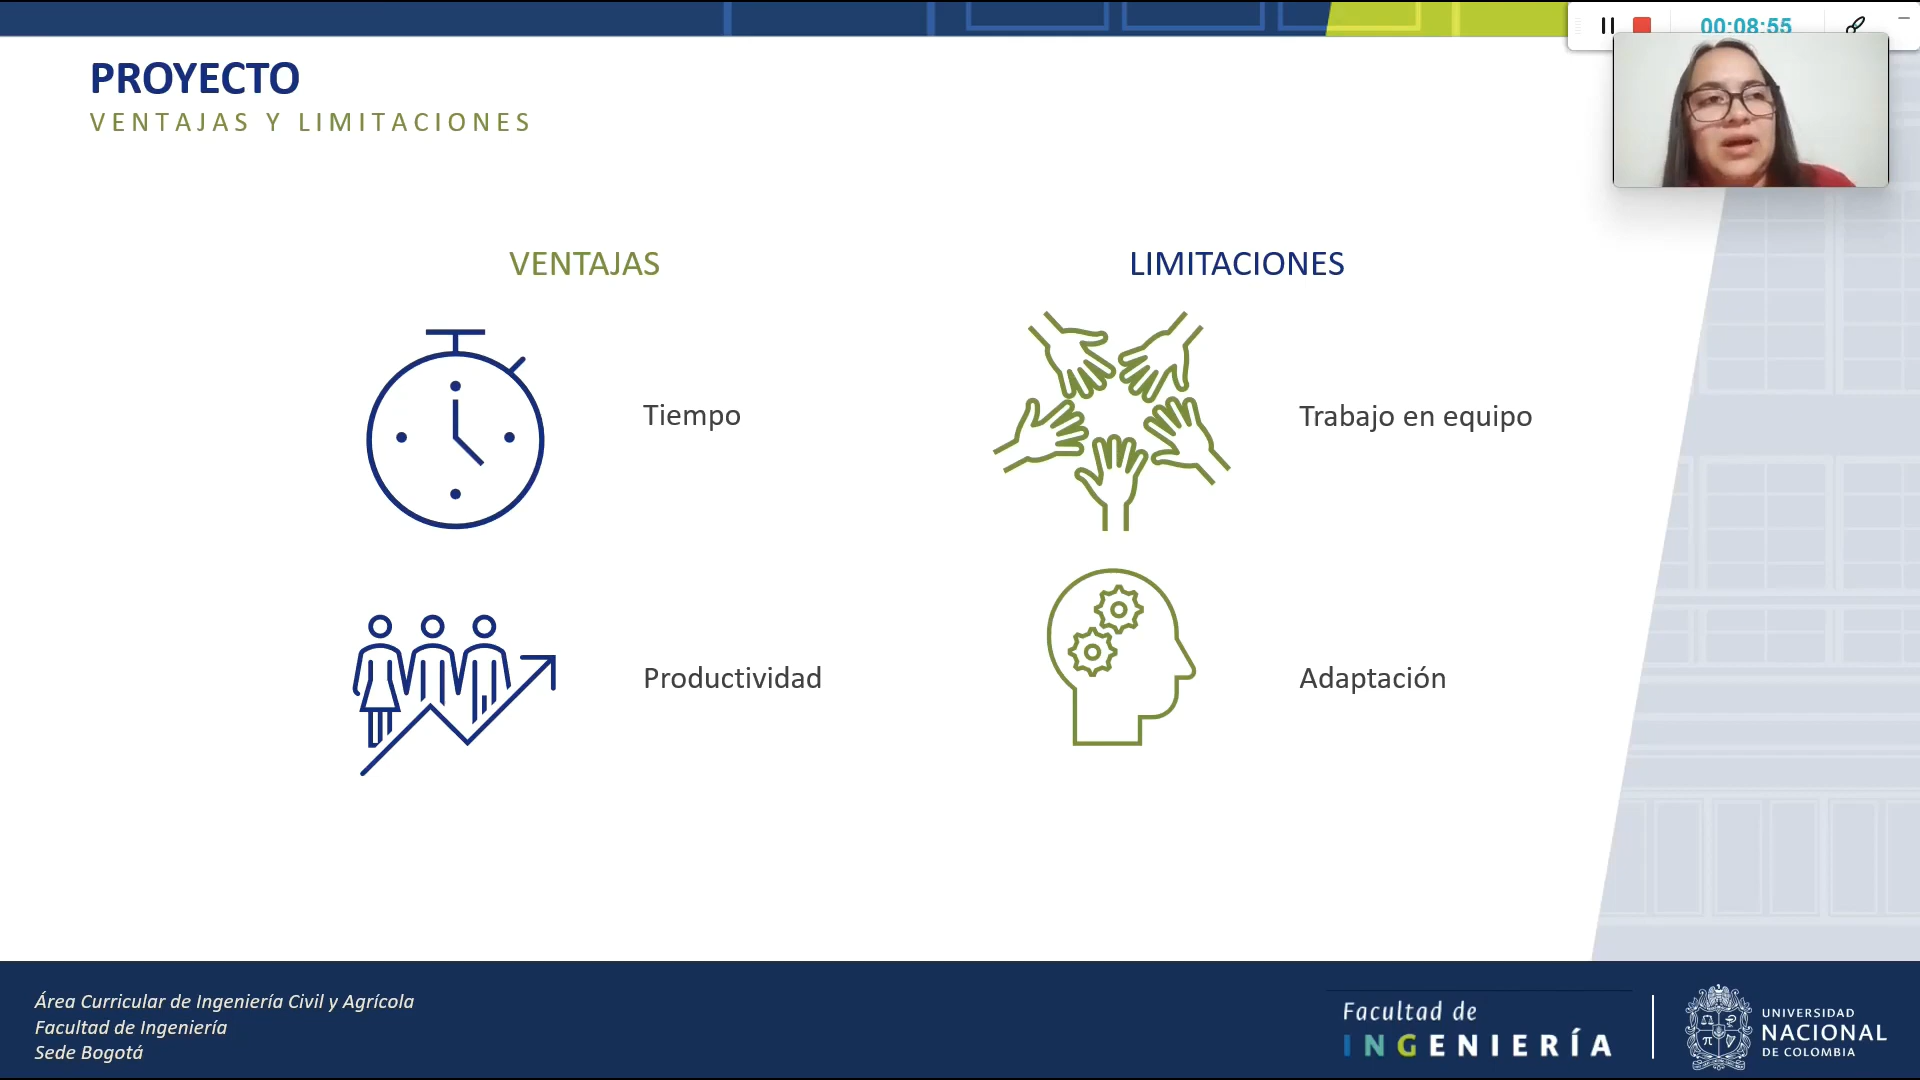 00:08:55
PROYECTO
VENTAJAS Y LIMITACIONES
VENTAJAS
LIMITACIONES
Tiempo
Trabajo en equipo
Productividad
Adaptación
Área Curricular de Ingeniería Civil y Agrícola
Facultad de Ingeniería
Sede Bogotá
Facultad de
INGENIERÍA
UNIVERSIDAD
NACIONAL
DE COLOMBIA